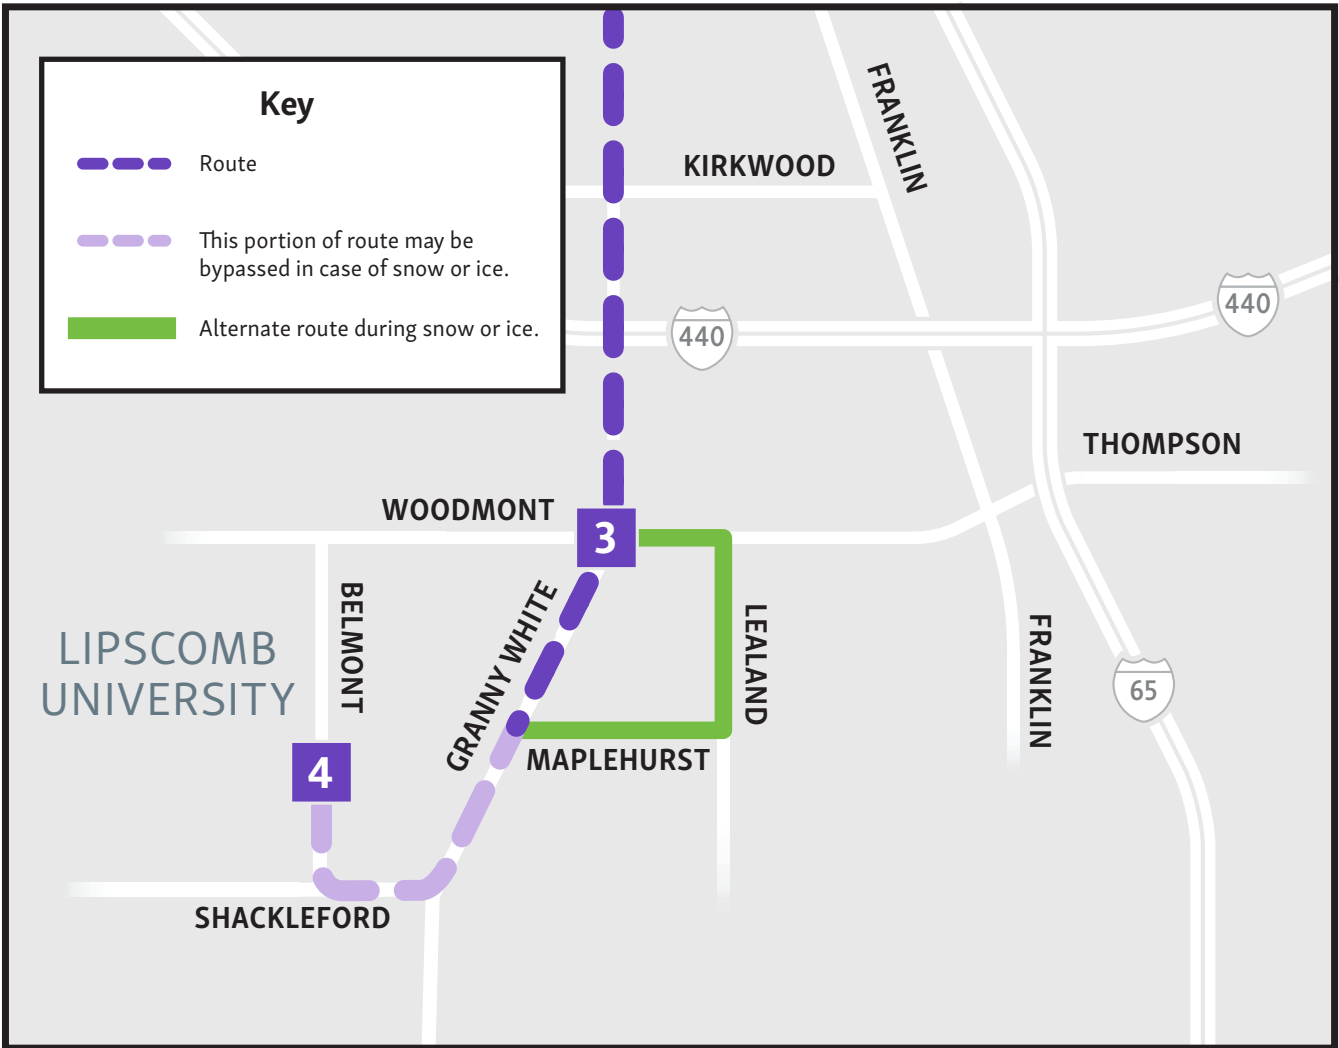 Key
Route
This portion of route may be
bypassed in case of snow or ice.
Alternate route during snow or ice.
FRANKLIN
KIRKWOOD
440
440
THOMPSON
WOODMONT
3
BELMONT
GRANNY WHITE
LEALAND
FRANKLIN
LIPSCOMB
UNIVERSITY
65
MAPLEHURST
4
SHACKLEFORD